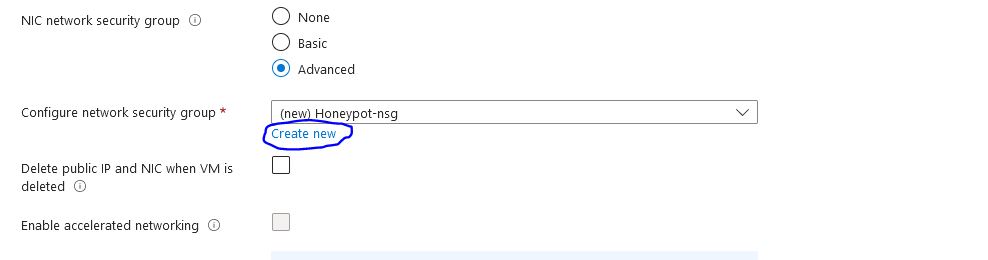 NIC network security group
None
Basic
Advanced
Configure network security group *
(new) Honeypot-nsg
Create new
Delete public IP and NIC when VM is
deleted
Enable accelerated networking